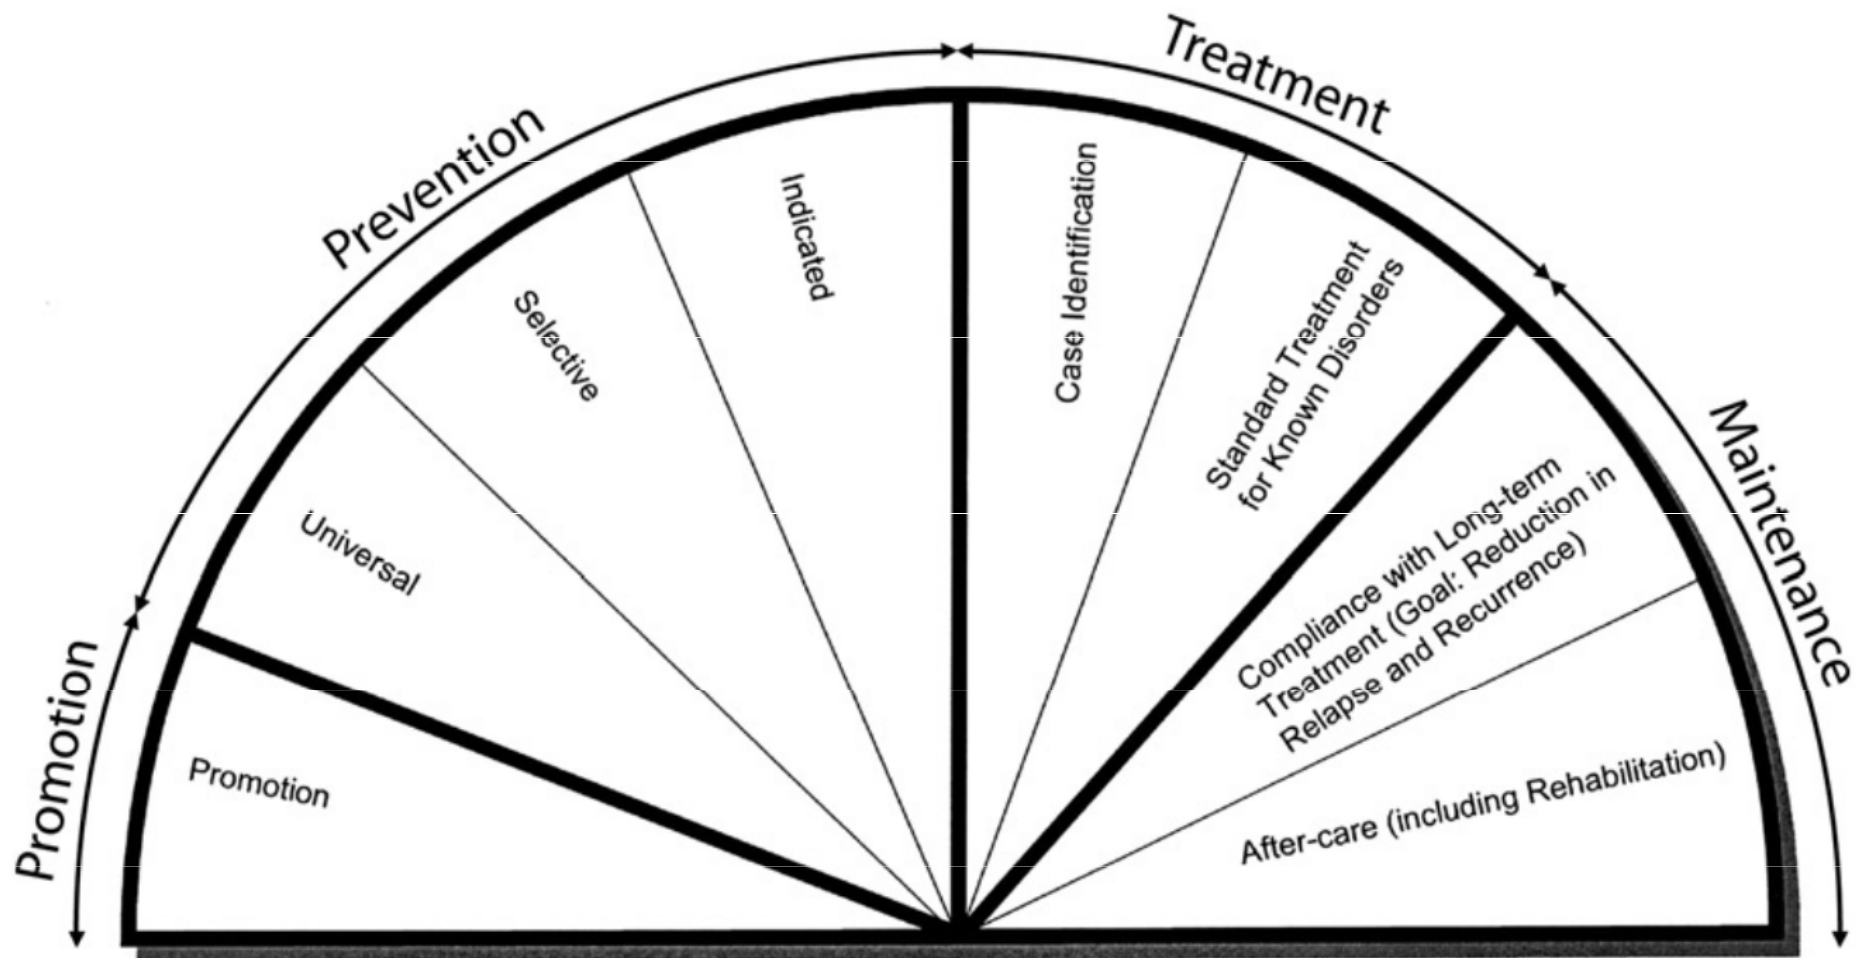 Promotion
Prevention
Treatment
Maintenance
Promotion
Universal
Selective
Indicated
Case Identification
Standard Treatment
for Known Disorders
Compliance with Long-term
Treatment (Goal: Reduction in
Relapse and Recurrence)
After-care (including Rehabilitation)